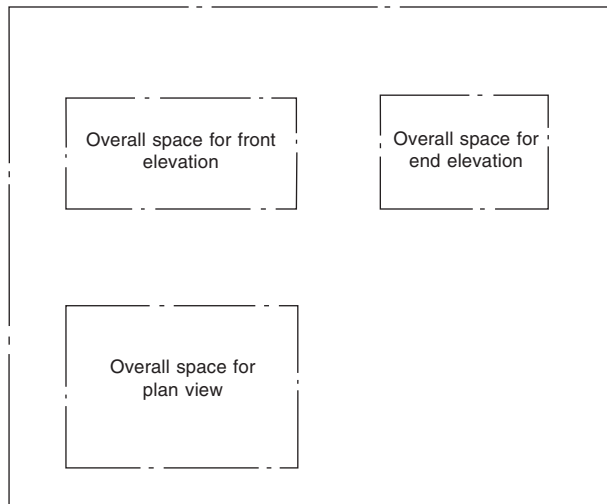 Overall space for front
elevation
Overall space for
end elevation
Overall space for
plan view